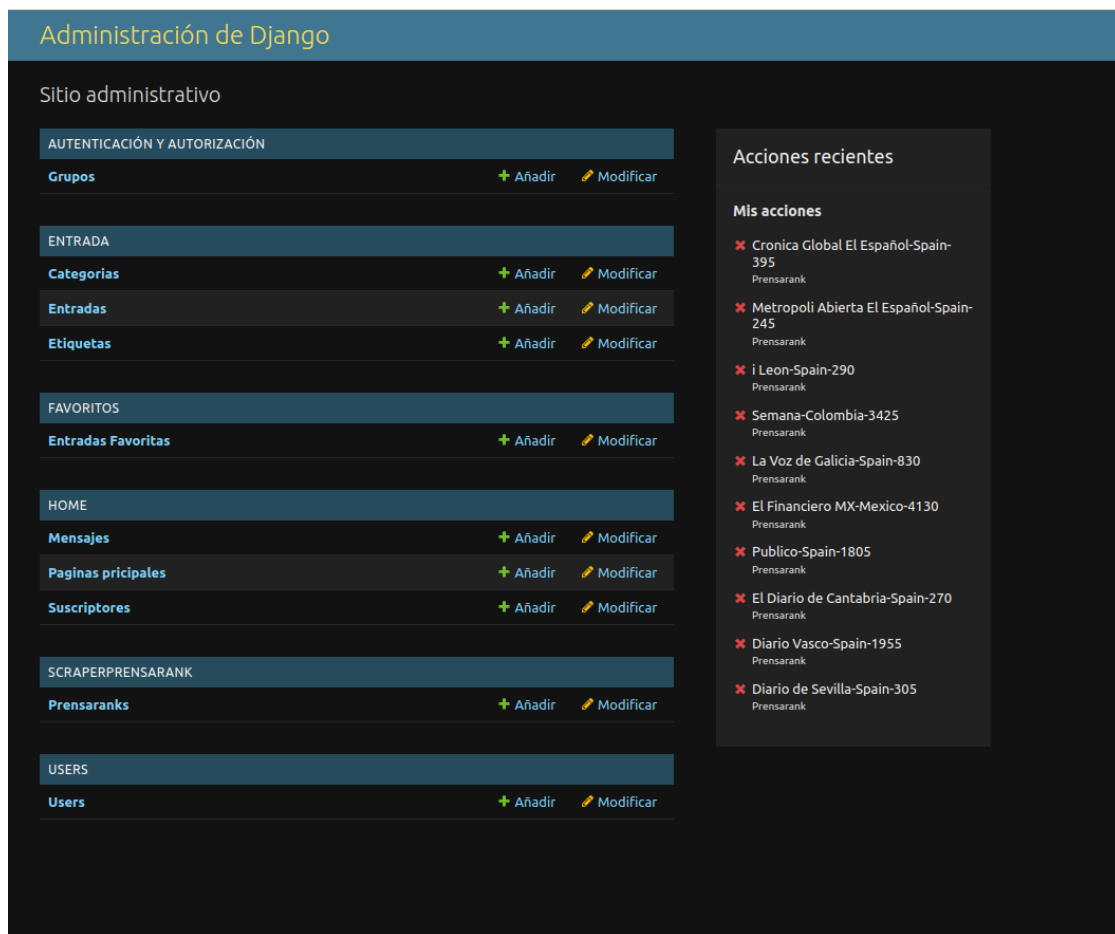 Administración de Django
Sitio administrativo
AUTENTICACIÓN Y AUTORIZACIÓN
Grupos Añadir Modificar
ENTRADA
Categorias Añadir Modificar
Entradas Añadir Modificar
Etiquetas Añadir Modificar
FAVORITOS
Entradas Favoritas Añadir Modificar
HOME
Mensajes Añadir Modificar
Paginas pricipales Añadir Modificar
Suscriptores Añadir Modificar
SCRAPERPRENSARANK
Prensaranks Añadir Modificar
USERS
Users Añadir Modificar
Acciones recientes
Mis acciones
Cronica Global El Español-Spain-
395
Prensarank
Metropoli Abierta El Español-Spain-
245
Prensarank
i Leon-Spain-290
Prensarank
Semana-Colombia-3425
Prensarank
La Voz de Galicia-Spain-830
Prensarank
El Financiero MX-Mexico-4130
Prensarank
Publico-Spain-1805
Prensarank
El Diario de Cantabria-Spain-270
Prensarank
Diario Vasco-Spain-1955
Prensarank
Diario de Sevilla-Spain-305
Prensarank